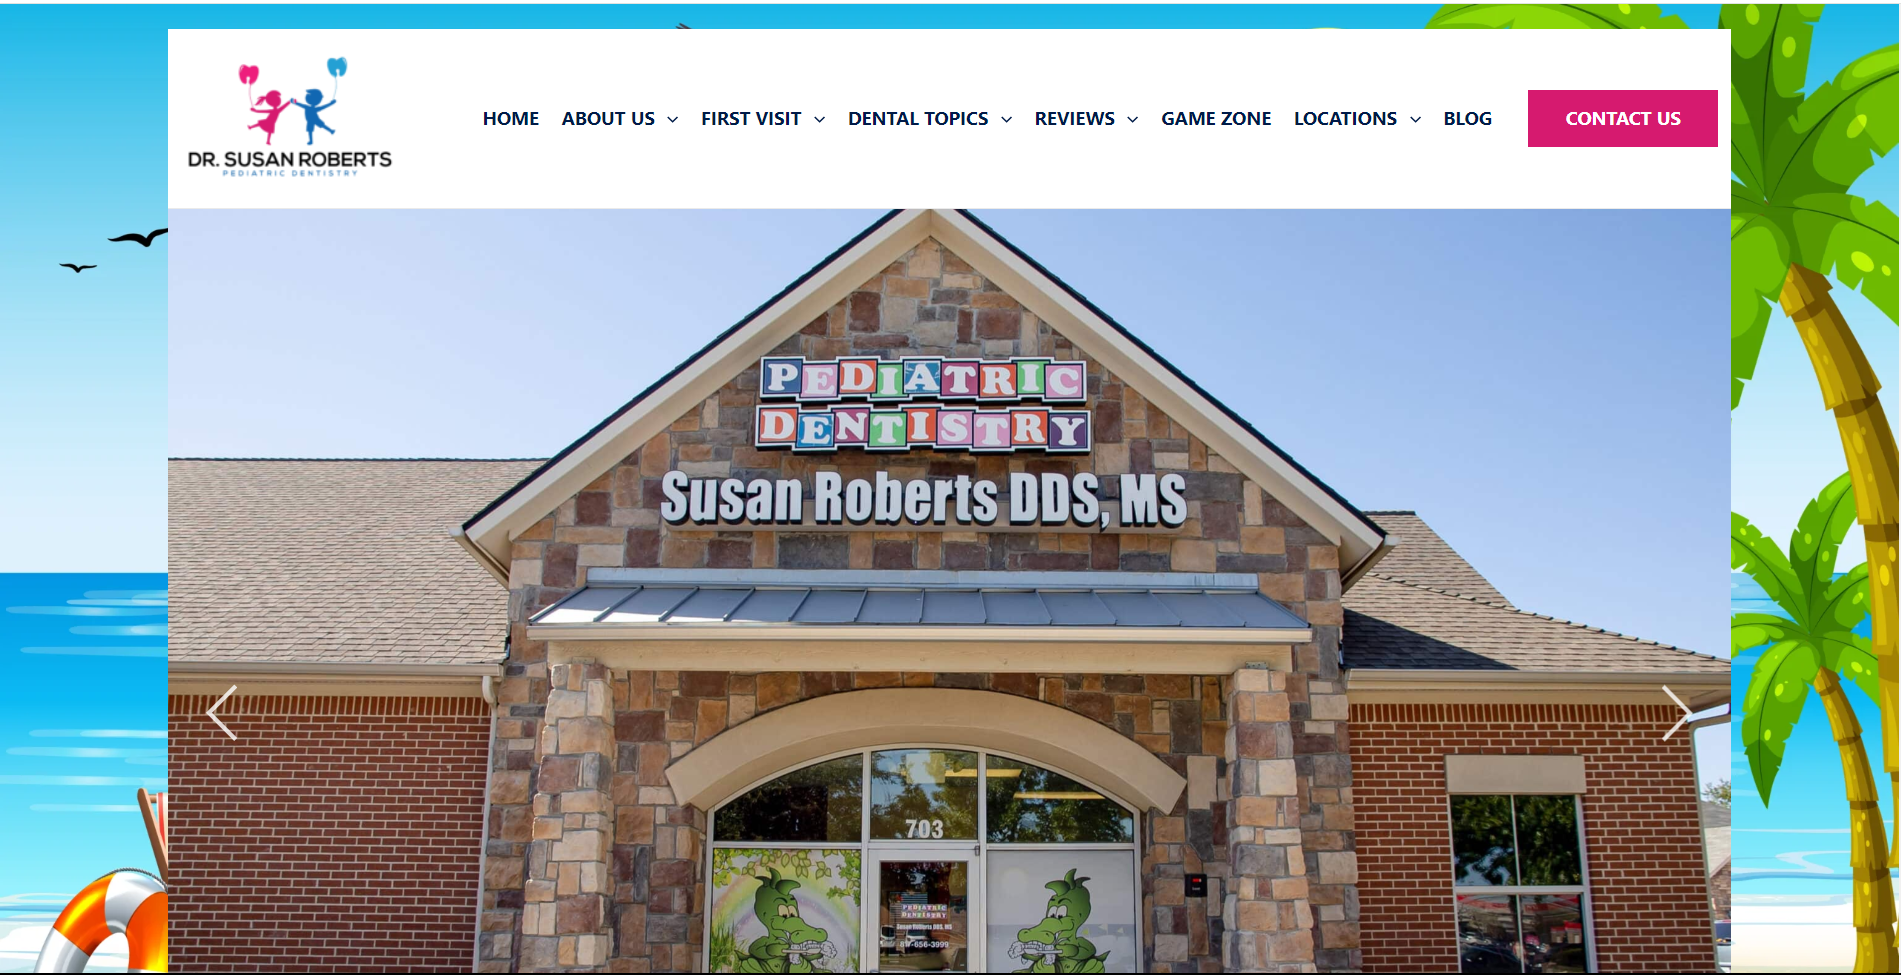 DR. SUSAN ROBERTS
PEDIATRIC DENTISTRY
HOME ABOUT US FIRST VISIT DENTAL TOPICS REVIEWS GAME ZONE LOCATIONS BLOG CONTACT US
PEDIATRIC
DENTISTRY
Susan Roberts DDS, MS
703
PEDIATRIC
DENTISTRY
Susan Roberts DDS, MS
817-656-3999